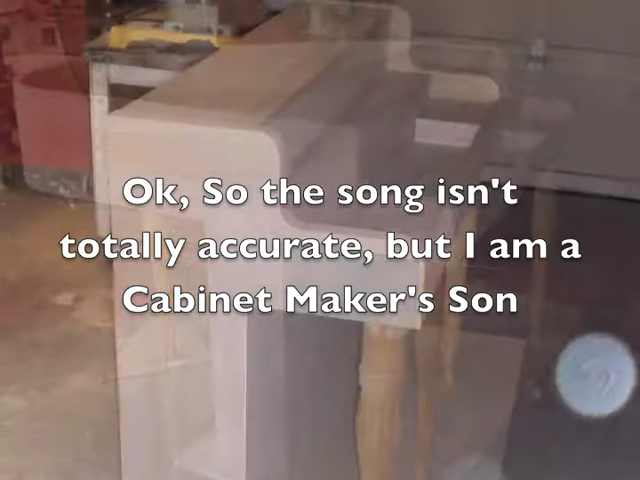 Ok, So the song isn't
totally accurate, but I am a
Cabinet Maker's Son